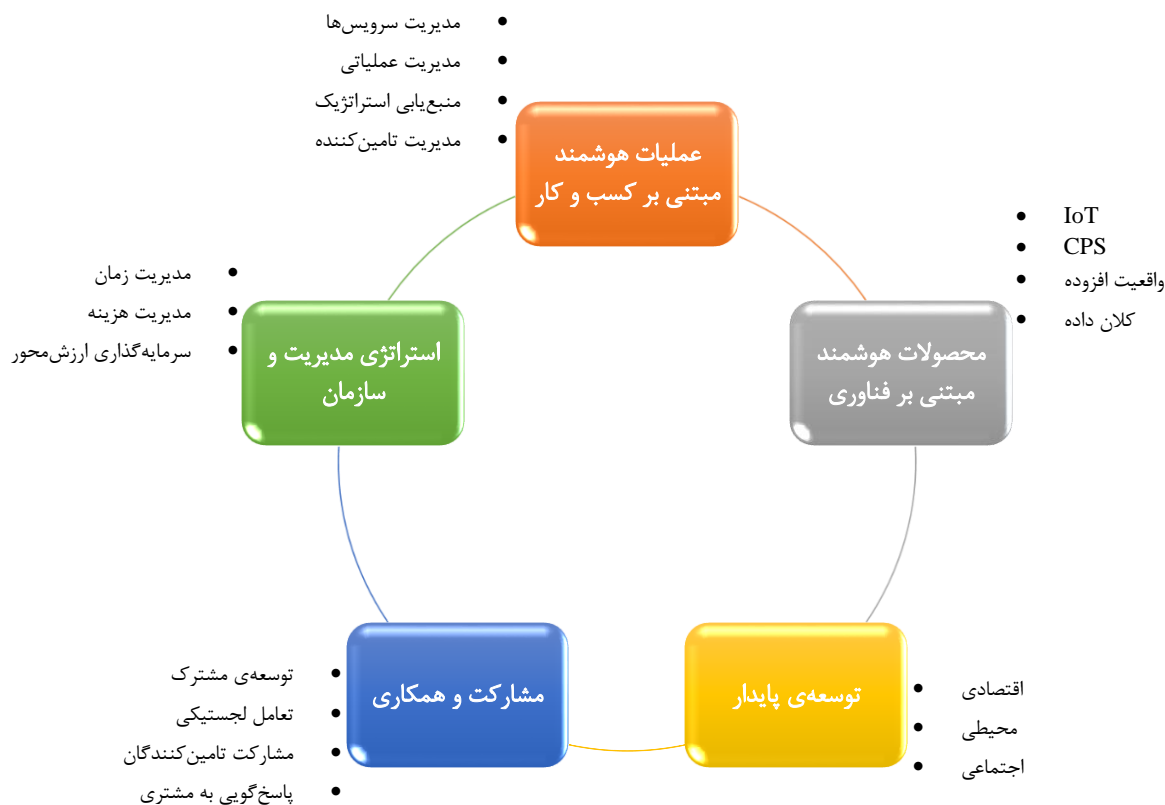 مدیریت سرویس‌ها
مدیریت عملیاتی
منبع‌یابی استراتژیک
مدیریت تامین‌کننده
عملیات هوشمند
مبتنی بر کسب و کار
IoT
CPS
واقعیت افزوده
کلان داده
محصولات هوشمند
مبتنی بر فناوری
اقتصادی
محیطی
اجتماعی
توسعه‌ی پایدار
مشارکت و همکاری
توسعه‌ی مشترک
تعامل لجستیکی
مشارکت تامین‌کنندگان
پاسخ‌گویی به مشتری
استراتژی مدیریت و
سازمان
مدیریت زمان
مدیریت هزینه
سرمایه‌گذاری ارزش‌محور